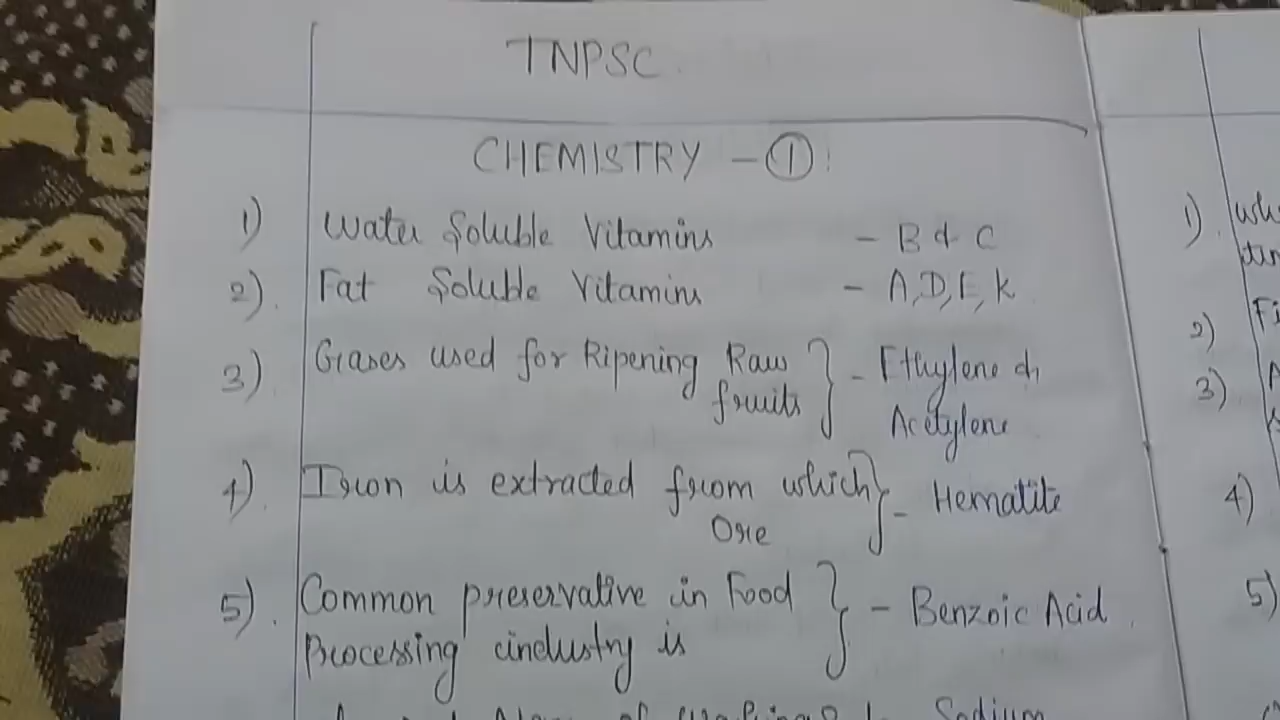 TNPSC
CHEMISTRY - ①:
1) Water Soluble Vitamins - B & C
2). Fat Soluble Vitamins - A, D, E, K
3) Gases used for Ripening Raw fruits } - Ethylene & Acetylene
4). Iron is extracted from which Ore } - Hematite
5). Common preservative in Food Processing industry is } - Benzoic Acid.
Sodium
1).
2)
3)
4)
5)